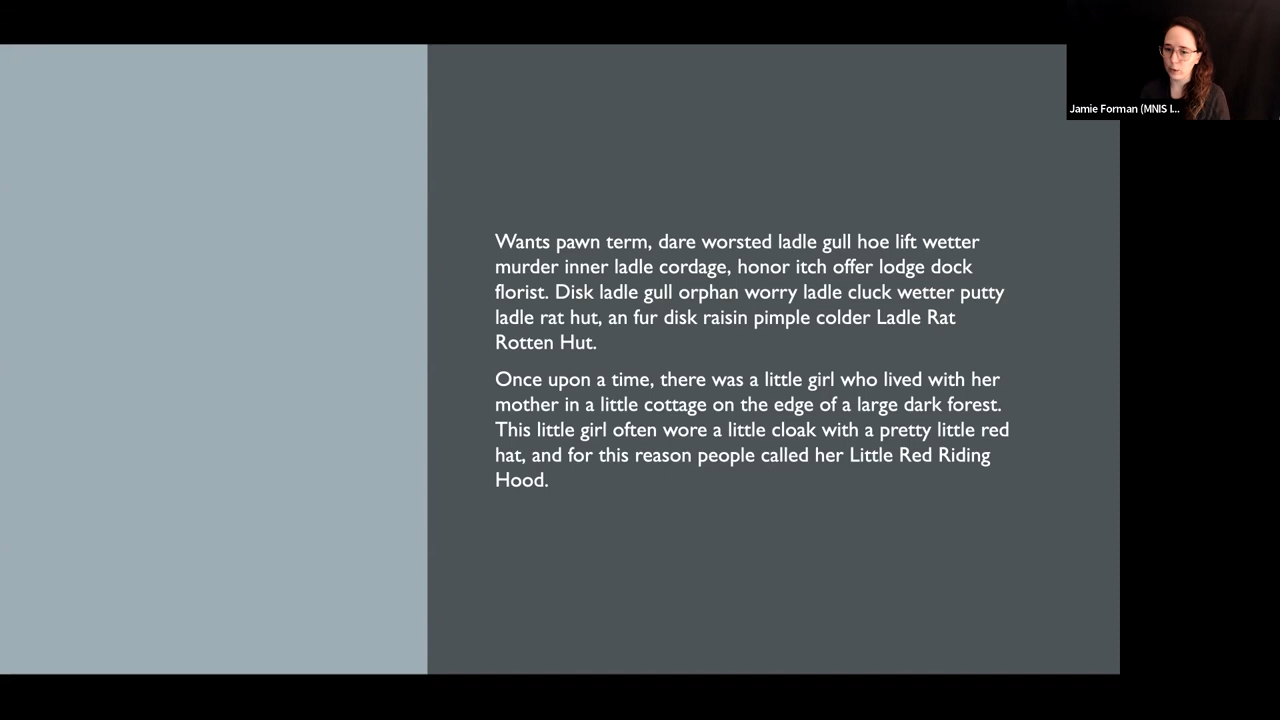 Jamie Forman (MNIS I...
Wants pawn term, dare worsted ladle gull hoe lift wetter
murder inner ladle cordage, honor itch offer lodge dock
florist. Disk ladle gull orphan worry ladle cluck wetter putty
ladle rat hut, an fur disk raisin pimple colder Ladle Rat
Rotten Hut.
Once upon a time, there was a little girl who lived with her
mother in a little cottage on the edge of a large dark forest.
This little girl often wore a little cloak with a pretty little red
hat, and for this reason people called her Little Red Riding
Hood.